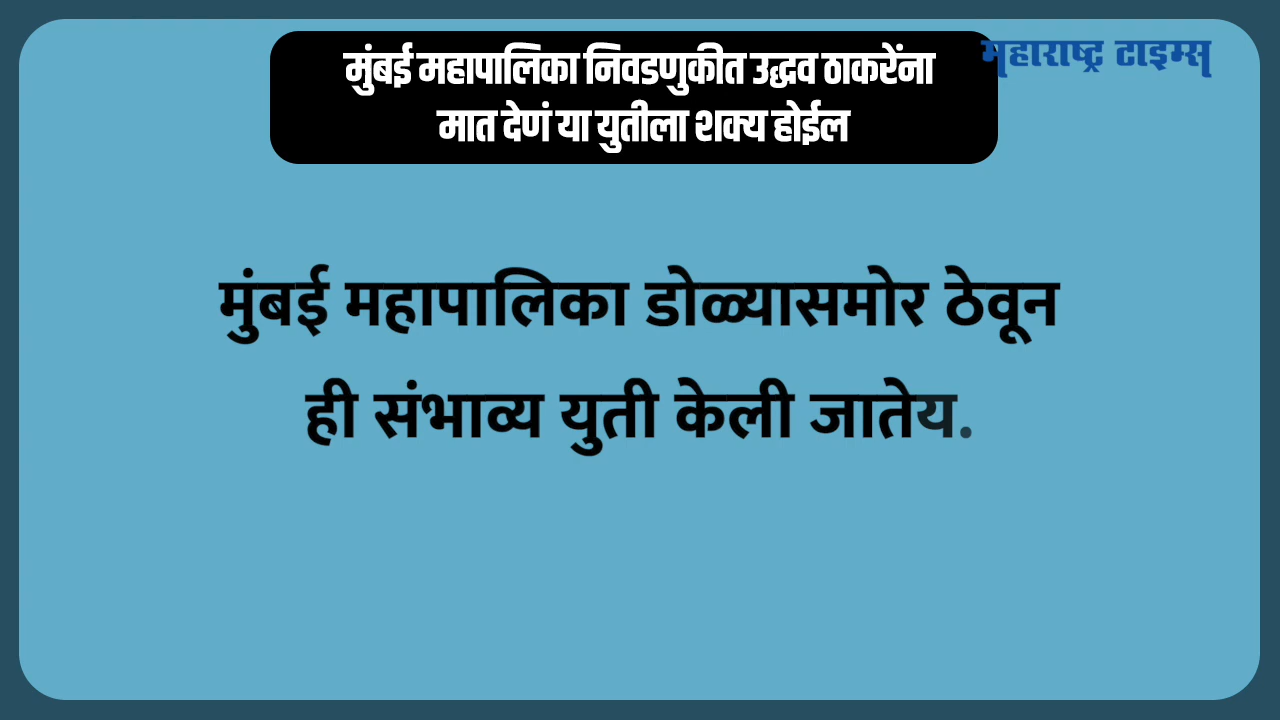 मुंबई महापालिका निवडणुकीत उद्धव ठाकरेंना
मात देणं या युतीला शक्य होईल
महाराष्ट्र टाइम्स
मुंबई महापालिका डोळ्यासमोर ठेवून
ही संभाव्य युती केली जातेय.